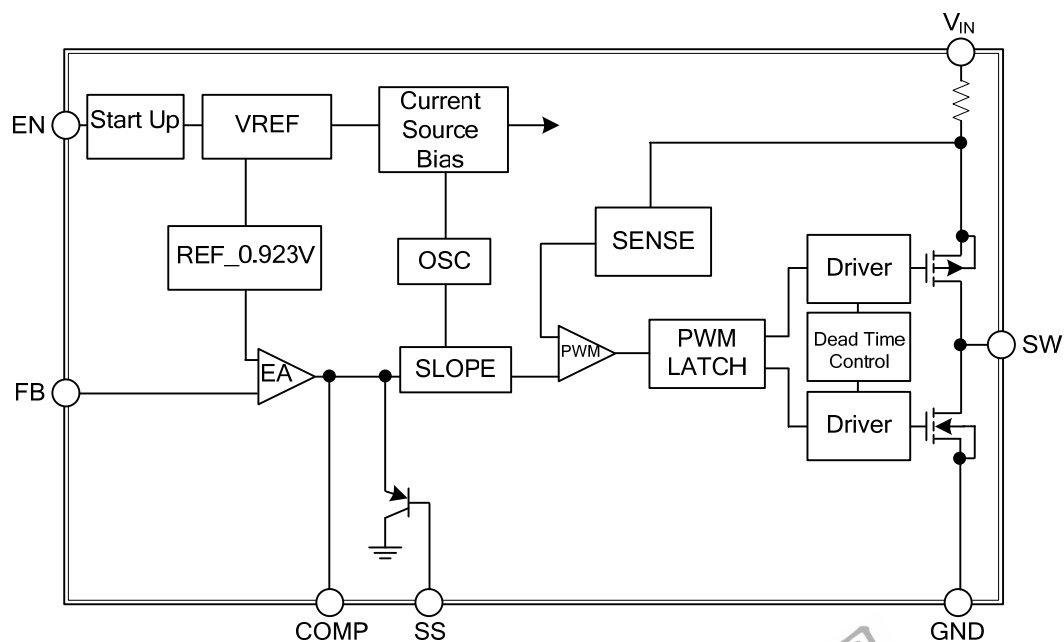 VIN
EN
Start Up
VREF
Current
Source
Bias
REF_0.923V
OSC
SENSE
Driver
PWM
PWM
LATCH
Dead Time
Control
SW
EA
SLOPE
FB
Driver
COMP
SS
GND